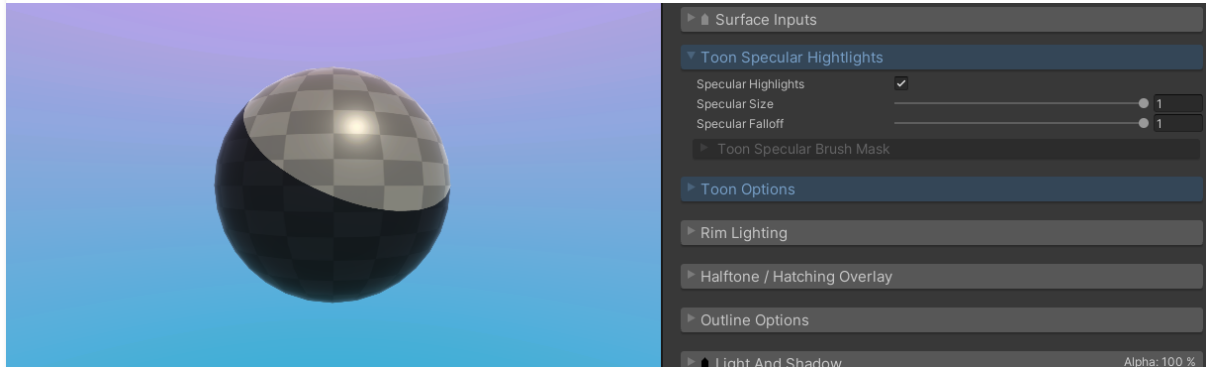 Surface Inputs
Toon Specular Hightlights
Specular Highlights
Specular Size 1
Specular Falloff 1
Toon Specular Brush Mask
Toon Options
Rim Lighting
Halftone / Hatching Overlay
Outline Options
Light And Shadow Alpha: 100 %